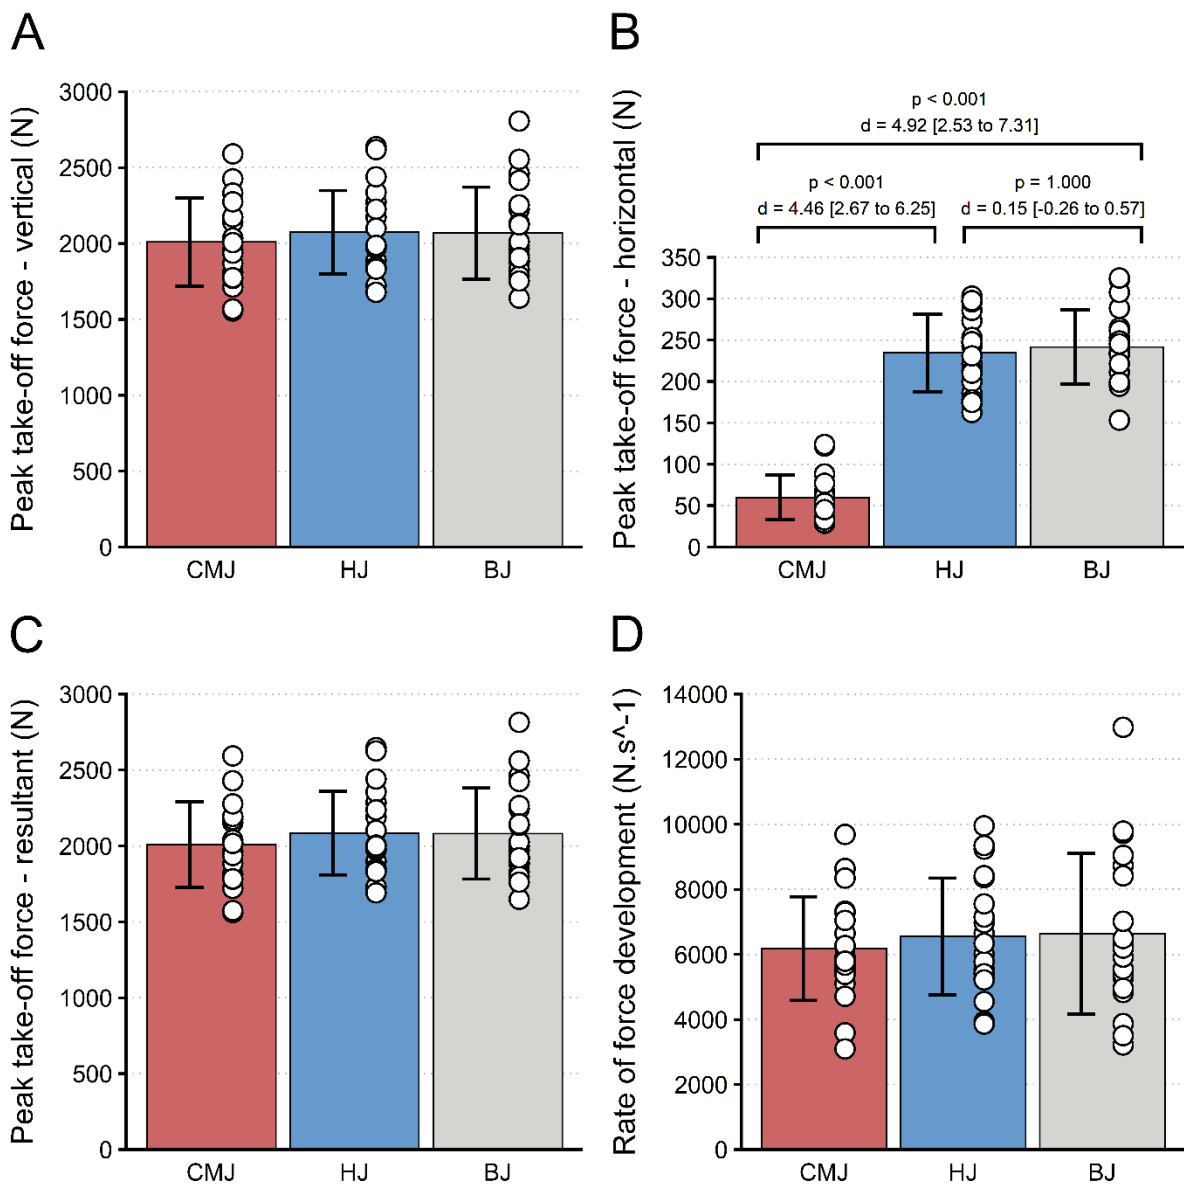 A
Peak take-off force - vertical (N)
3000
2500
2000
1500
1000
500
0
CMJ HJ BJ
B
Peak take-off force - horizontal (N)
p < 0.001
d = 4.92 [2.53 to 7.31]
p <0.001 p = 1.000
d = 4.46 [2.67 to 6.25] d = 0.15 [-0.26 to 0.57]
350
300
250
200
150
100
50
0
CMJ HJ BJ
C
Peak take-off force - resultant (N)
3000
2500
2000
1500
1000
500
0
CMJ HJ BJ
D
Rate of force development (N.s^-1)
14000
12000
10000
8000
6000
4000
2000
0
CMJ HJ BJ